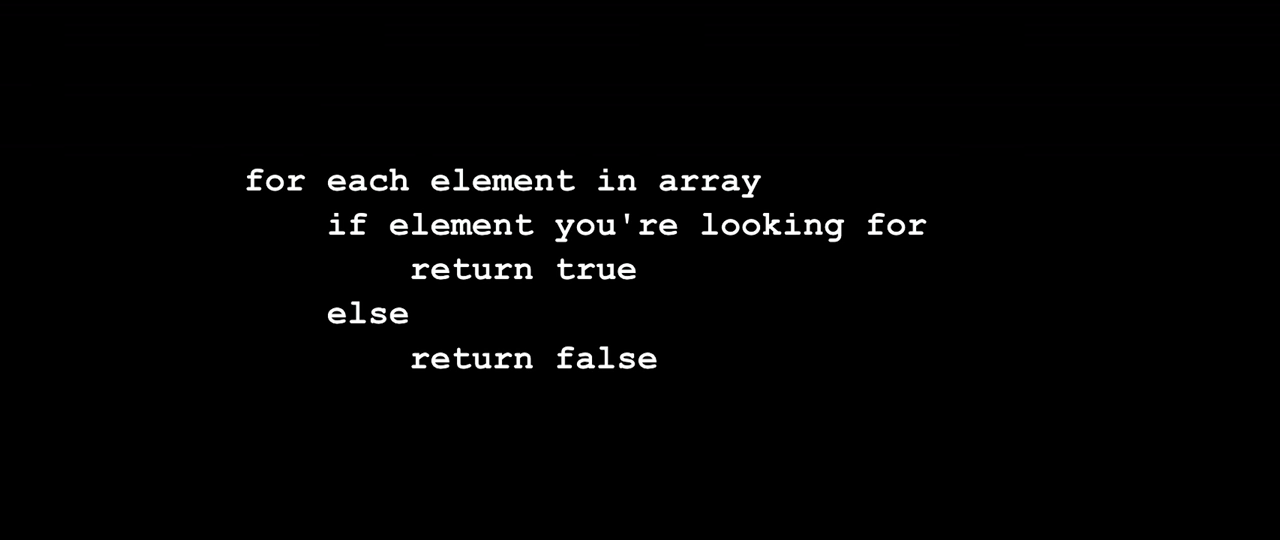 for each element in array
    if element you're looking for
        return true
    else
        return false